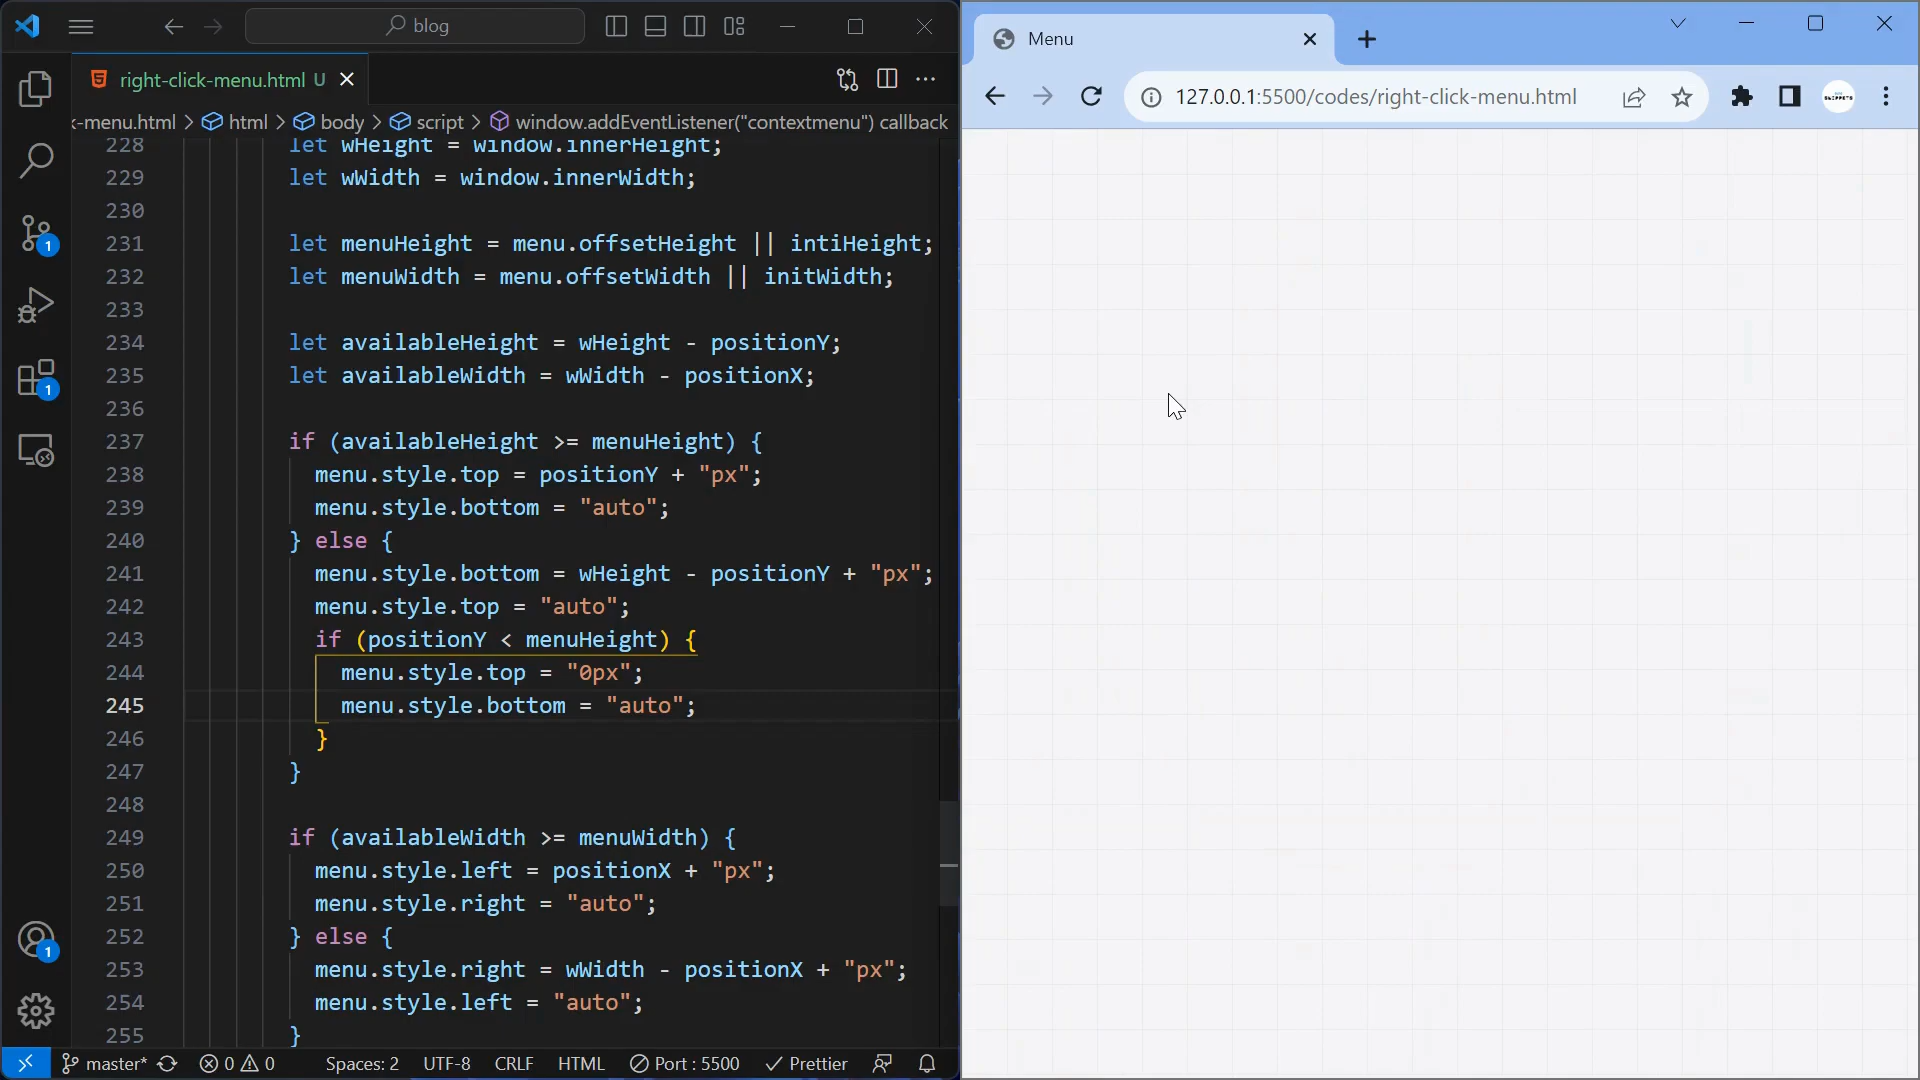 blog
right-click-menu.html U
k-menu.html > html > body > script > window.addEventListener("contextmenu") callback
228 let wHeight = window.innerHeight;
229 let wWidth = window.innerWidth;
230
231 let menuHeight = menu.offsetHeight || intiHeight;
232 let menuWidth = menu.offsetWidth || initWidth;
233
234 let availableHeight = wHeight - positionY;
235 let availableWidth = wWidth - positionX;
236
237 if (availableHeight >= menuHeight) {
238 menu.style.top = positionY + "px";
239 menu.style.bottom = "auto";
240 } else {
241 menu.style.bottom = wHeight - positionY + "px";
242 menu.style.top = "auto";
243 if (positionY < menuHeight) {
244 menu.style.top = "0px";
245 menu.style.bottom = "auto";
246 }
247 }
248
249 if (availableWidth >= menuWidth) {
250 menu.style.left = positionX + "px";
251 menu.style.right = "auto";
252 } else {
253 menu.style.right = wWidth - positionX + "px";
254 menu.style.left = "auto";
255 }
1
1
1
master* 0 0 Spaces: 2 UTF-8 CRLF HTML Port : 5500 Prettier
Menu
127.0.0.1:5500/codes/right-click-menu.html